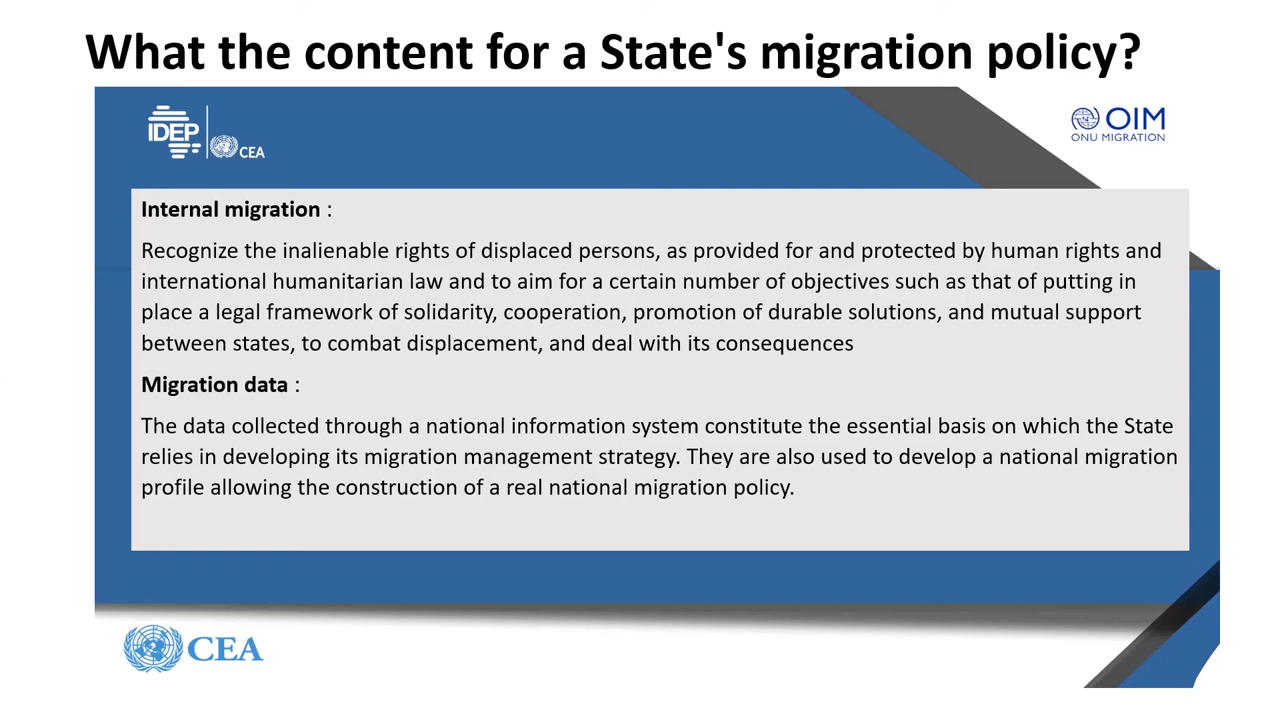 What the content for a State's migration policy?
IDEP
CEA
OIM
ONU MIGRATION
Internal migration :
Recognize the inalienable rights of displaced persons, as provided for and protected by human rights and
international humanitarian law and to aim for a certain number of objectives such as that of putting in
place a legal framework of solidarity, cooperation, promotion of durable solutions, and mutual support
between states, to combat displacement, and deal with its consequences
Migration data :
The data collected through a national information system constitute the essential basis on which the State
relies in developing its migration management strategy. They are also used to develop a national migration
profile allowing the construction of a real national migration policy.
CEA